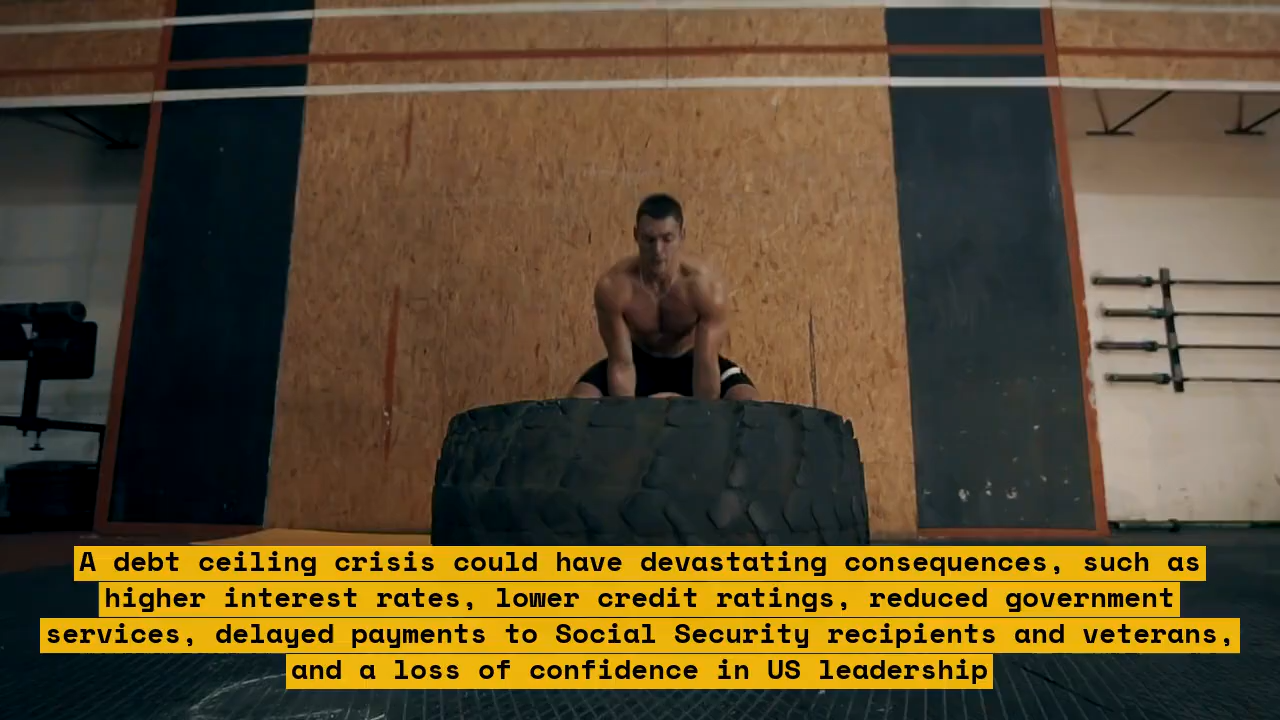 A debt ceiling crisis could have devastating consequences, such as
higher interest rates, lower credit ratings, reduced government
services, delayed payments to Social Security recipients and veterans,
and a loss of confidence in US leadership